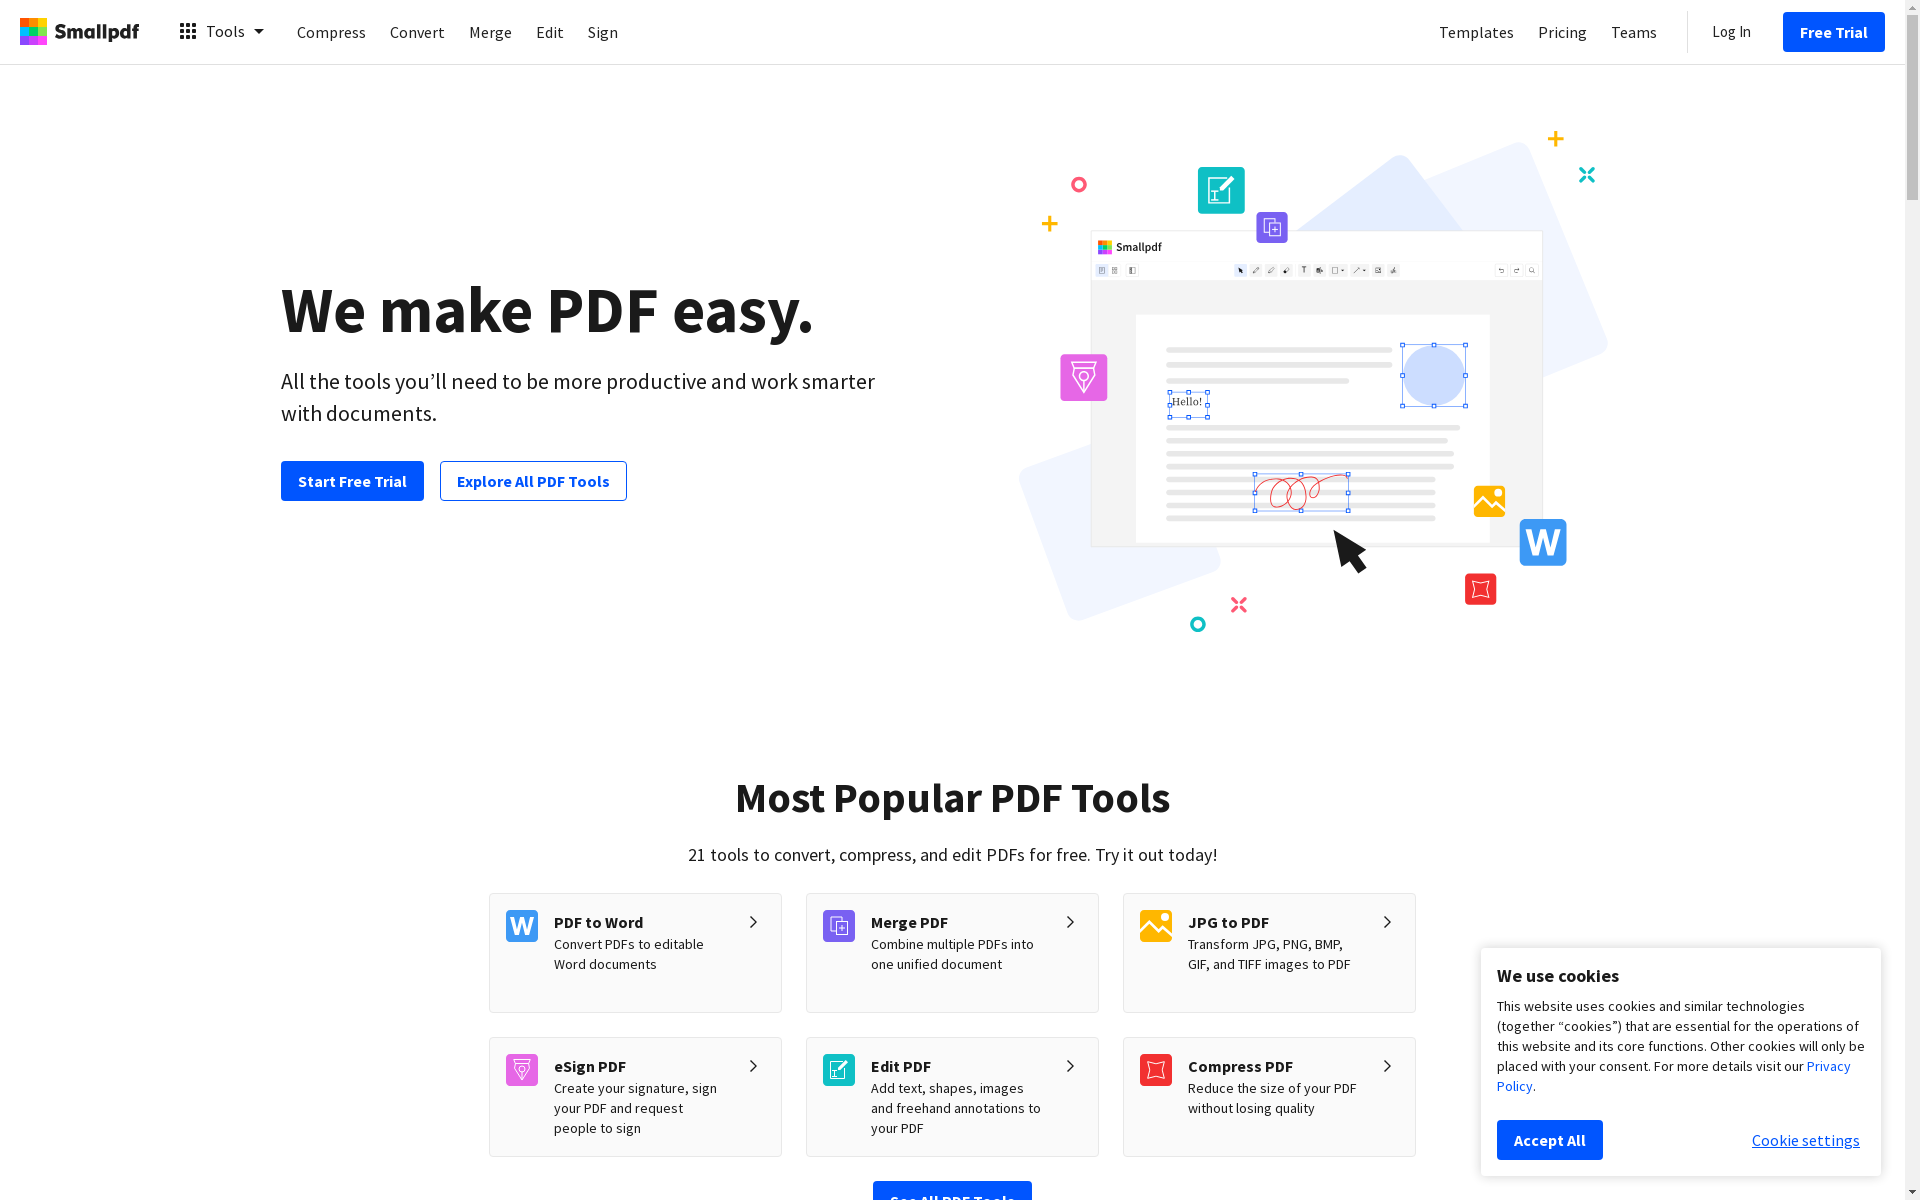 Smallpdf
Tools
Compress
Convert
Merge
Edit
Sign
Templates
Pricing
Teams
Log In
Free Trial
We make PDF easy.
All the tools you’ll need to be more productive and work smarter
with documents.
Start Free Trial
Explore All PDF Tools
Smallpdf
T
Hello!
W
Most Popular PDF Tools
21 tools to convert, compress, and edit PDFs for free. Try it out today!
W
PDF to Word
Convert PDFs to editable
Word documents
Merge PDF
Combine multiple PDFs into
one unified document
JPG to PDF
Transform JPG, PNG, BMP,
GIF, and TIFF images to PDF
eSign PDF
Create your signature, sign
your PDF and request
people to sign
Edit PDF
Add text, shapes, images
and freehand annotations to
your PDF
Compress PDF
Reduce the size of your PDF
without losing quality
See All PDF Tools
We use cookies
This website uses cookies and similar technologies
(together “cookies”) that are essential for the operations of
this website and its core functions. Other cookies will only be
placed with your consent. For more details visit our Privacy
Policy.
Accept All
Cookie settings